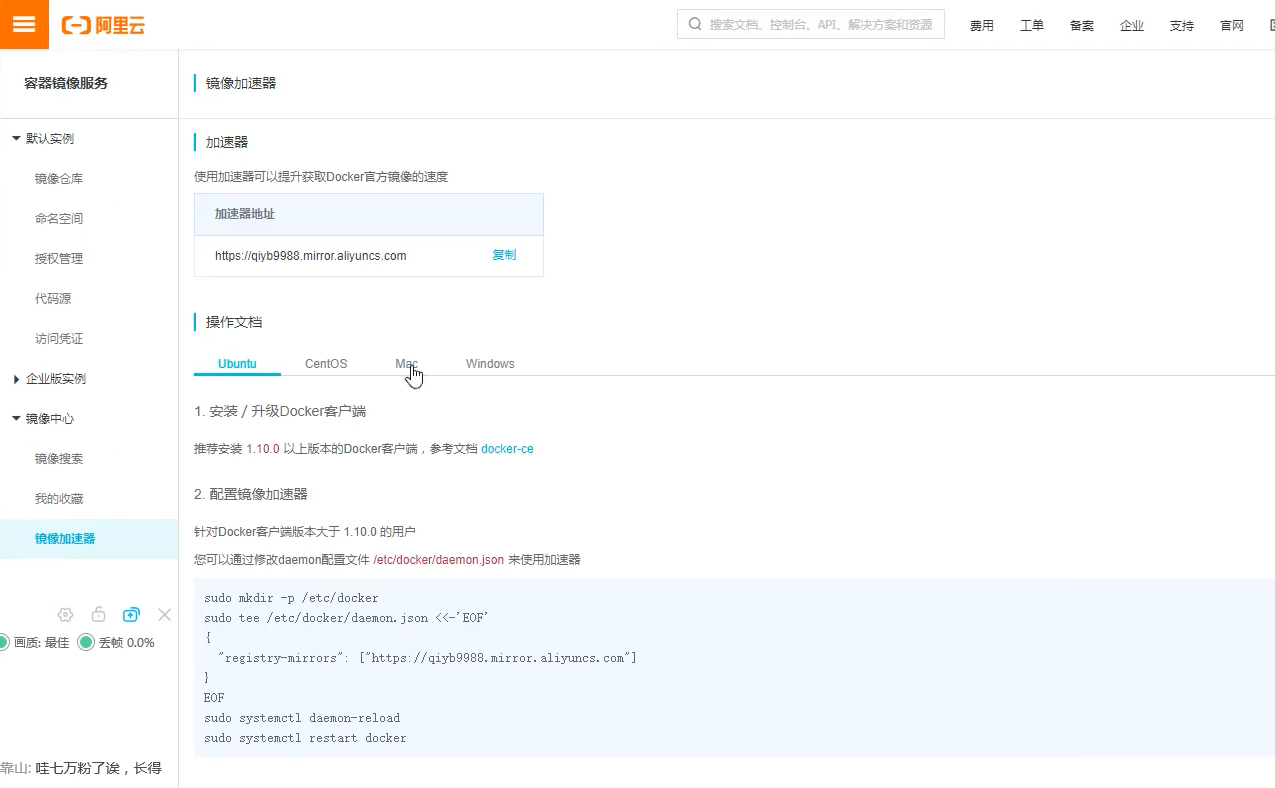 阿里云
搜索文档、控制台、API、解决方案和资源
费用 工单 备案 企业 支持 官网
容器镜像服务
默认实例
镜像仓库
命名空间
授权管理
代码源
访问凭证
企业版实例
镜像中心
镜像搜索
我的收藏
镜像加速器
画质: 最佳 丢帧 0.0%
靠山: 哇七万粉了诶，长得
镜像加速器
加速器
使用加速器可以提升获取Docker官方镜像的速度
加速器地址
https://qiyb9988.mirror.aliyuncs.com 复制
操作文档
Ubuntu CentOS Mac Windows
1. 安装 / 升级Docker客户端
推荐安装 1.10.0 以上版本的Docker客户端，参考文档 docker-ce
2. 配置镜像加速器
针对Docker客户端版本大于 1.10.0 的用户
您可以通过修改daemon配置文件 /etc/docker/daemon.json 来使用加速器
sudo mkdir -p /etc/docker
sudo tee /etc/docker/daemon.json <<-'EOF'
{
  "registry-mirrors": ["https://qiyb9988.mirror.aliyuncs.com"]
}
EOF
sudo systemctl daemon-reload
sudo systemctl restart docker